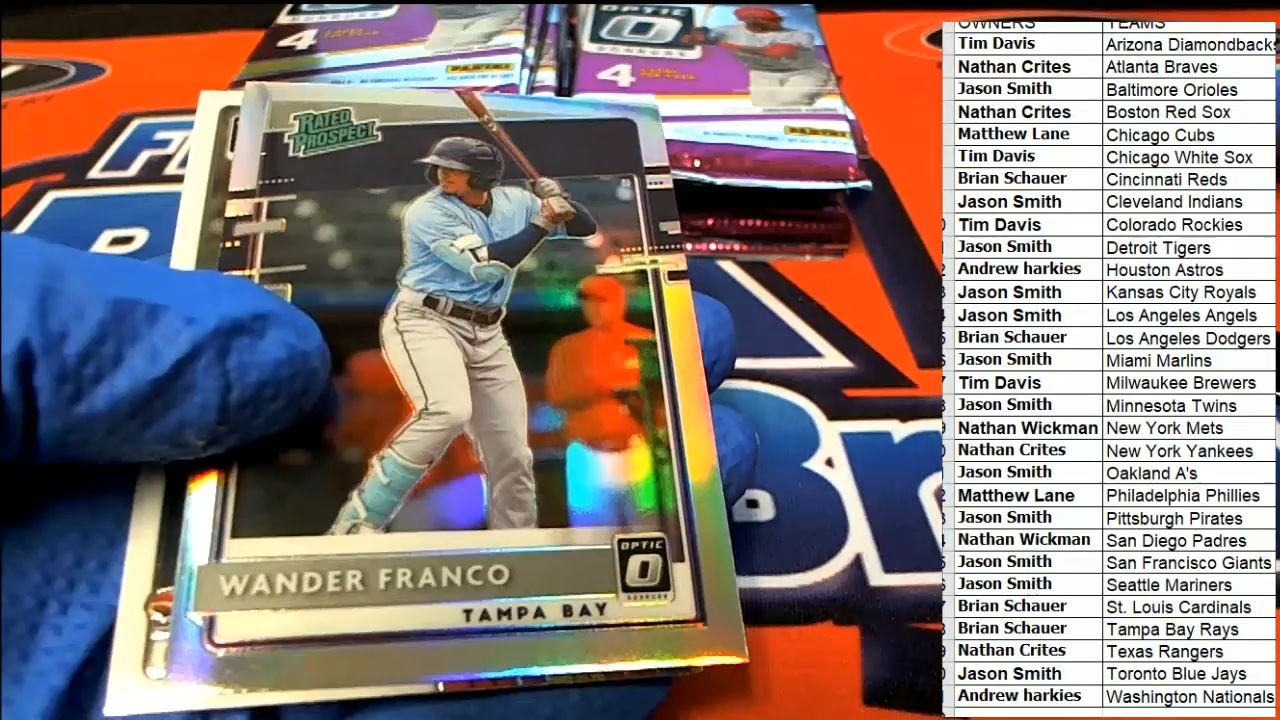 OPTIC
DONRUSS
4
4
PANINI
PANINI
RATED
PROSPECT
WANDER FRANCO
TAMPA BAY
OPTIC
DONRUSS
OWNERS TEAMS
Tim Davis Arizona Diamondbacks
Nathan Crites Atlanta Braves
Jason Smith Baltimore Orioles
Nathan Crites Boston Red Sox
Matthew Lane Chicago Cubs
Tim Davis Chicago White Sox
Brian Schauer Cincinnati Reds
Jason Smith Cleveland Indians
Tim Davis Colorado Rockies
Jason Smith Detroit Tigers
Andrew harkies Houston Astros
Jason Smith Kansas City Royals
Jason Smith Los Angeles Angels
Brian Schauer Los Angeles Dodgers
Jason Smith Miami Marlins
Tim Davis Milwaukee Brewers
Jason Smith Minnesota Twins
Nathan Wickman New York Mets
Nathan Crites New York Yankees
Jason Smith Oakland A's
Matthew Lane Philadelphia Phillies
Jason Smith Pittsburgh Pirates
Nathan Wickman San Diego Padres
Jason Smith San Francisco Giants
Jason Smith Seattle Mariners
Brian Schauer St. Louis Cardinals
Brian Schauer Tampa Bay Rays
Nathan Crites Texas Rangers
Jason Smith Toronto Blue Jays
Andrew harkies Washington Nationals